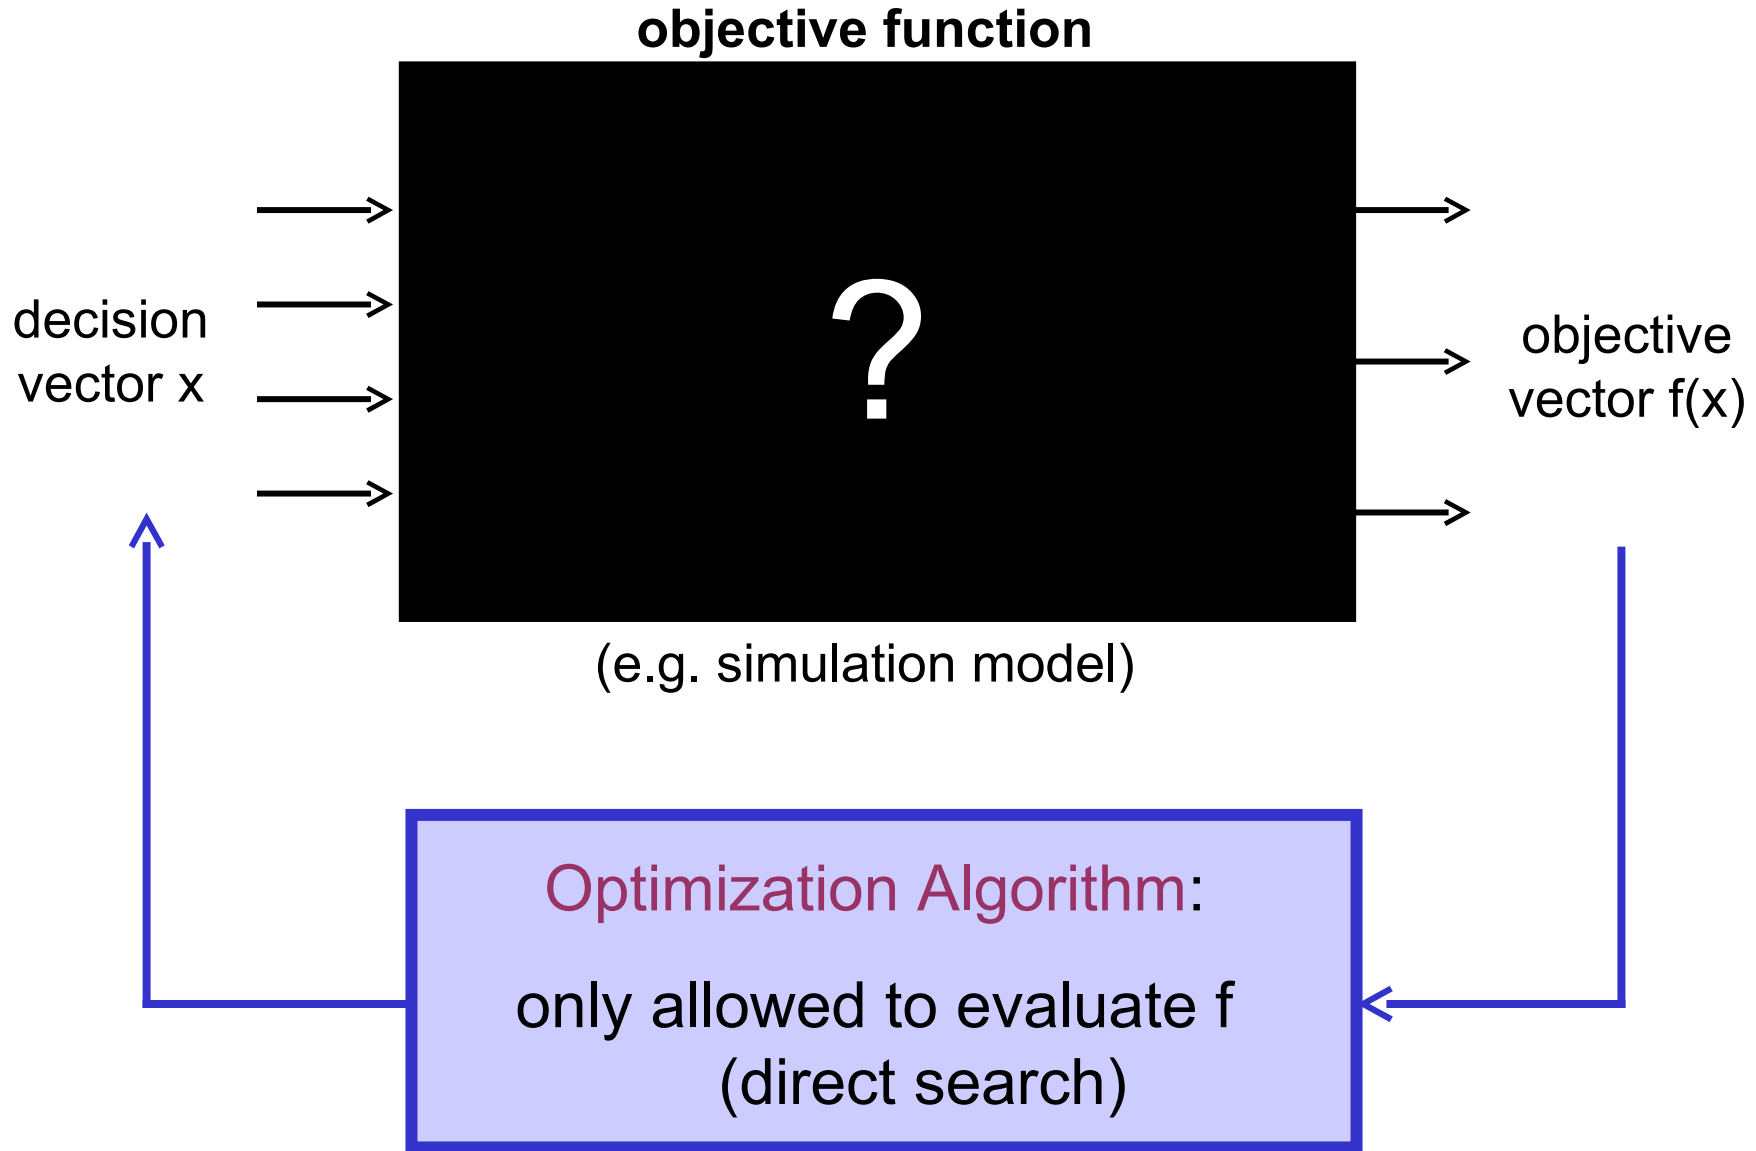 objective function
?
decision
vector x
objective
vector f(x)
(e.g. simulation model)
Optimization Algorithm:
only allowed to evaluate f
(direct search)